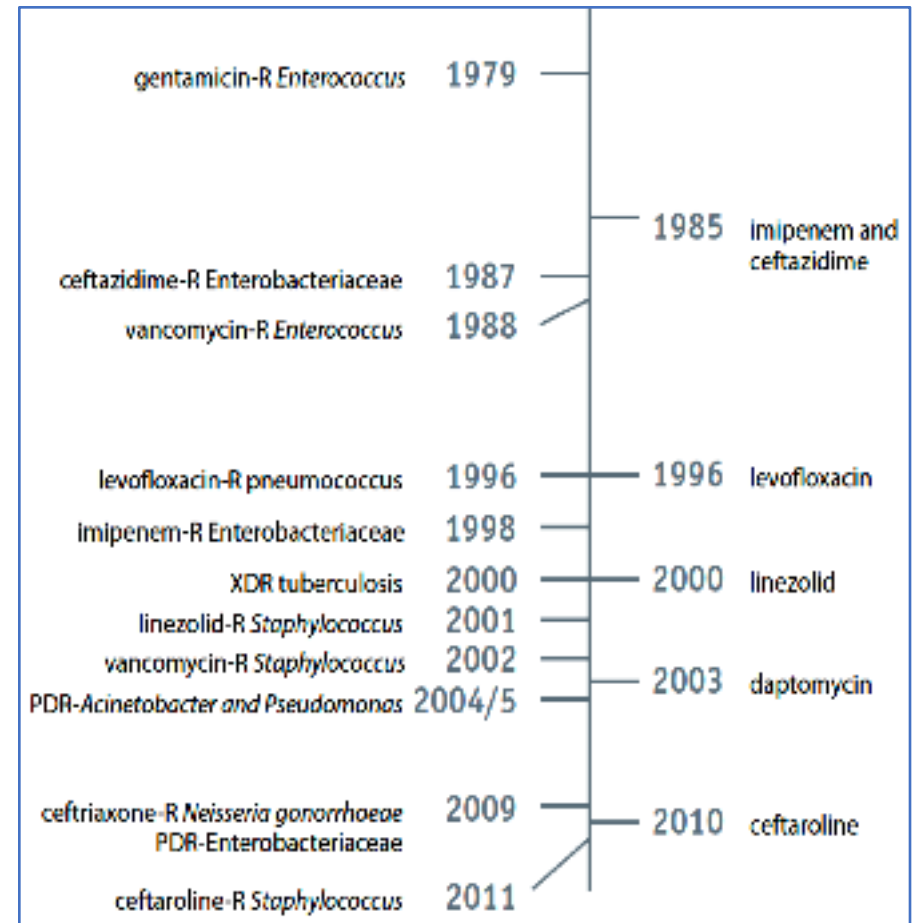 gentamicin-R Enterococcus 1979
1985 imipenem and
ceftazidime
ceftazidime-R Enterobacteriaceae 1987
vancomycin-R Enterococcus 1988
levofloxacin-R pneumococcus 1996 1996 levofloxacin
imipenem-R Enterobacteriaceae 1998
XDR tuberculosis 2000 2000 linezolid
linezolid-R Staphylococcus 2001
vancomycin-R Staphylococcus 2002
2003 daptomycin
PDR-Acinetobacter and Pseudomonas 2004/5
ceftriaxone-R Neisseria gonorrhoeae 2009
PDR-Enterobacteriaceae
2010 ceftaroline
ceftaroline-R Staphylococcus 2011